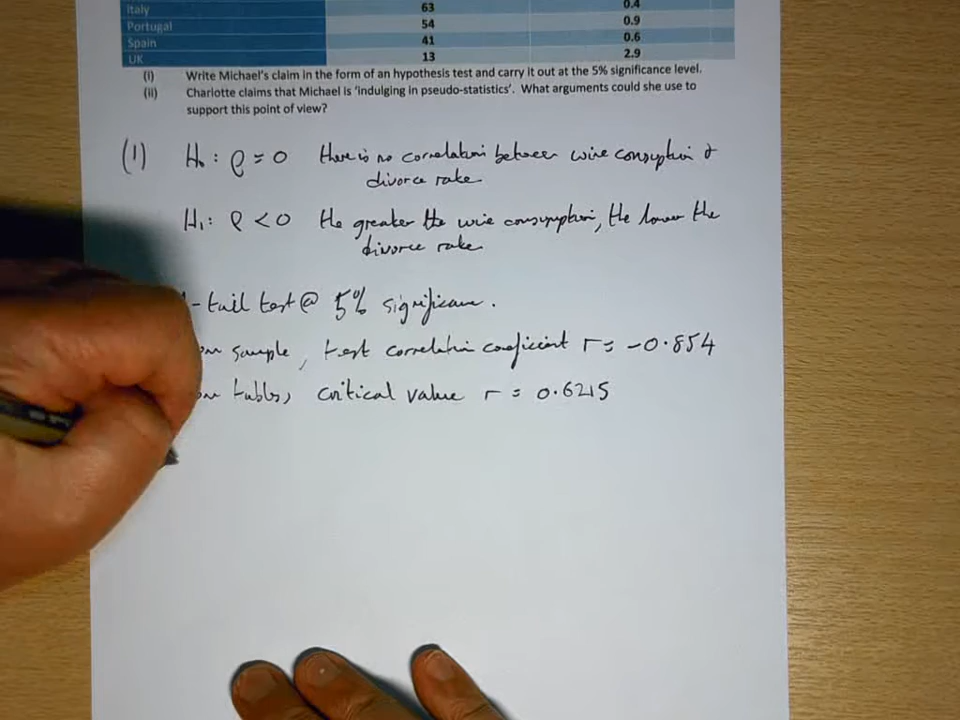 Italy 63 0.4
Portugal 54 0.9
Spain 41 0.6
UK 13 2.9
(i) Write Michael's claim in the form of an hypothesis test and carry it out at the 5% significance level.
(ii) Charlotte claims that Michael is 'indulging in pseudo-statistics'. What arguments could she use to
support this point of view?
(1) H₀ : ρ = 0 there is no correlation between wine consumption &
divorce rate
H₁ : ρ < 0 the greater the wine consumption, the lower the
divorce rate
- tail test @ 5% significance.
sample, test correlation coefficient r = -0.854
tables, critical value r = 0.6215